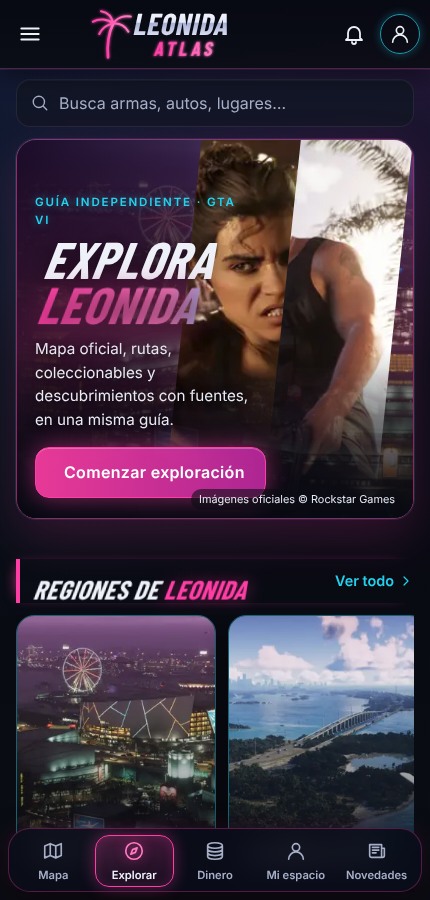 LEONIDA
ATLAS
Busca armas, autos, lugares...
GUÍA INDEPENDIENTE · GTA
VI
EXPLORA
LEONIDA
Mapa oficial, rutas,
coleccionables y
descubrimientos con fuentes,
en una misma guía.
Comenzar exploración
Imágenes oficiales © Rockstar Games
REGIONES DE LEONIDA
Ver todo
Mapa
Explorar
Dinero
Mi espacio
Novedades